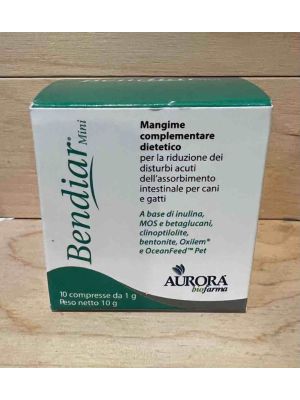 Bendiar®
Mini
Mangime
complementare
dietetico
per la riduzione dei
disturbi acuti
dell'assorbimento
intestinale per cani
e gatti
A base di inulina,
MOS e betaglucani,
clinoptilolite,
bentonite, Oxilem®
e OceanFeed™ Pet
10 compresse da 1 g
Peso netto 10 g
AURORA
biofarma